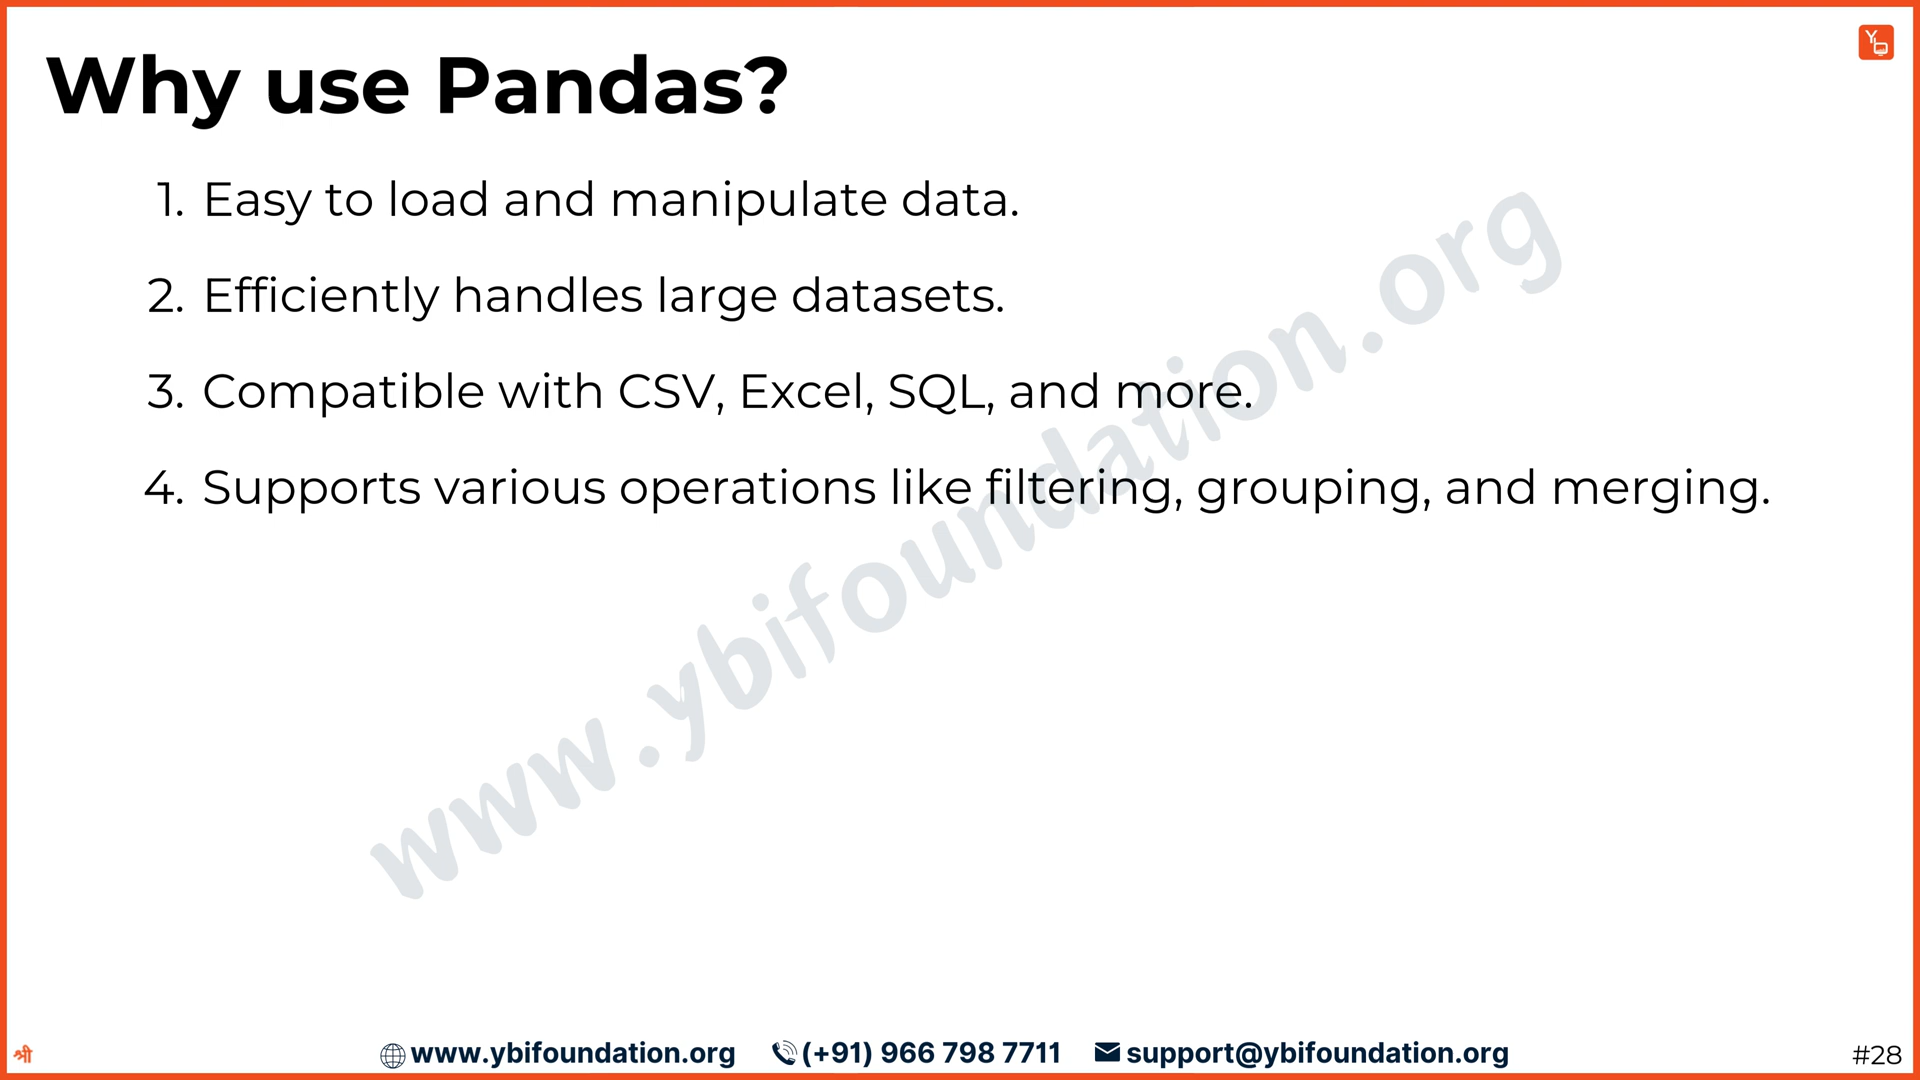 Why use Pandas?
1. Easy to load and manipulate data.
2. Efficiently handles large datasets.
3. Compatible with CSV, Excel, SQL, and more.
4. Supports various operations like filtering, grouping, and merging.
www.ybifoundation.org
श्री
www.ybifoundation.org (+91) 966 798 7711 support@ybifoundation.org
#28